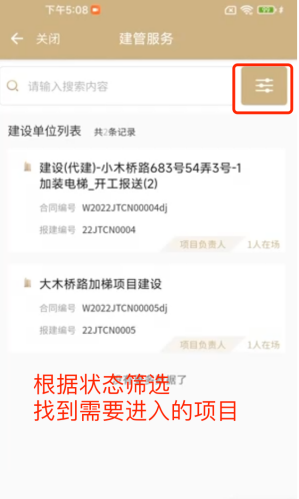 下午5:08
关闭 建管服务
请输入搜索内容
建设单位列表 共2条记录
建设(代建)-小木桥路683号54弄3号-1
加装电梯_开工报送(2)
合同编号 W2022JTCN00004dj
报建编号 22JTCN0004
项目负责人 1人在场
大木桥路加梯项目建设
合同编号 W2022JTCN00005dj
报建编号 22JTCN0005
项目负责人 1人在场
根据状态筛选
找到需要进入的项目